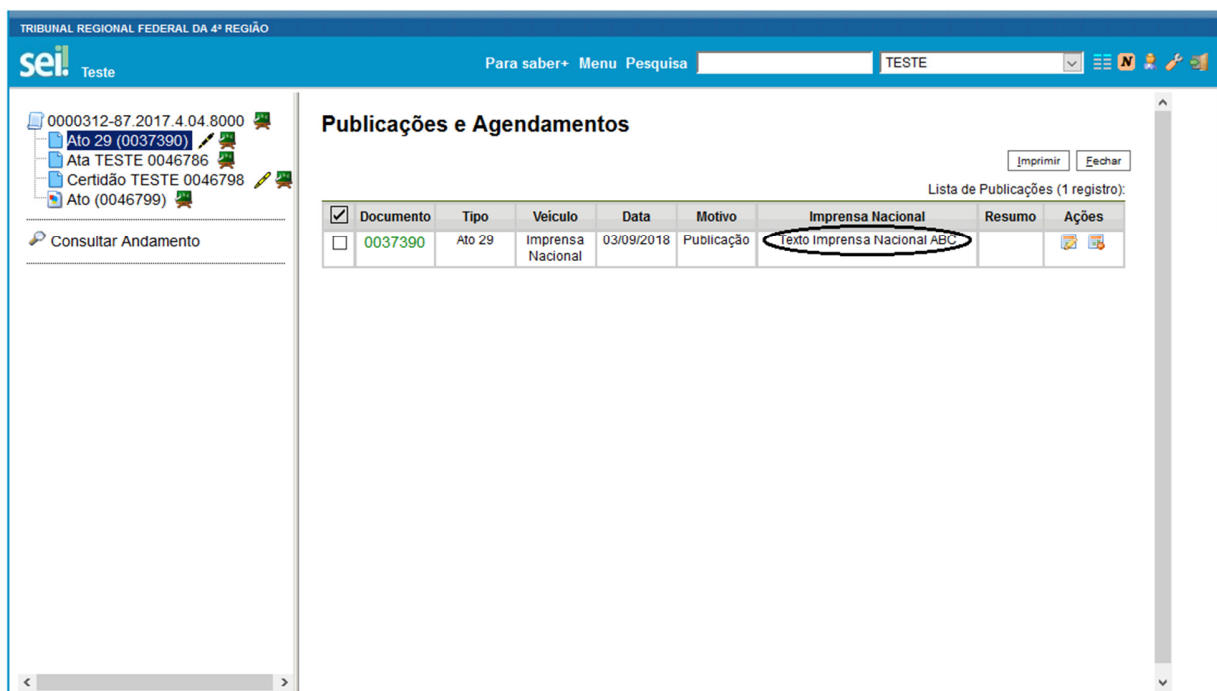 TRIBUNAL REGIONAL FEDERAL DA 4ª REGIÃO
sei! Teste
Para saber+ Menu Pesquisa
TESTE
N
0000312-87.2017.4.04.8000
Ato 29 (0037390)
Ata TESTE 0046786
Certidão TESTE 0046798
Ato (0046799)
Consultar Andamento
Publicações e Agendamentos
Imprimir Fechar
Lista de Publicações (1 registro):
Documento Tipo Veículo Data Motivo Imprensa Nacional Resumo Ações
0037390 Ato 29 Imprensa Nacional 03/09/2018 Publicação Texto Imprensa Nacional ABC